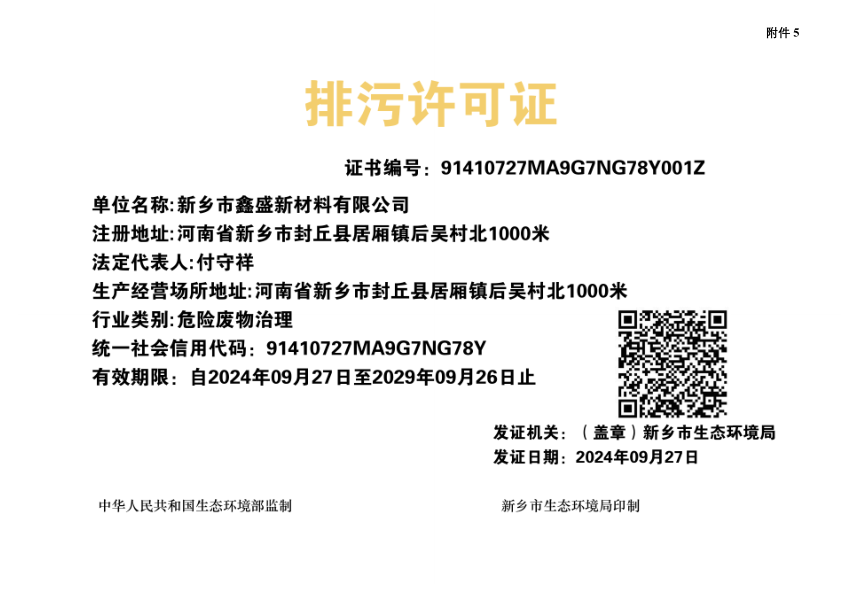 附件 5
排污许可证
证书编号：91410727MA9G7NG78Y001Z
单位名称:新乡市鑫盛新材料有限公司
注册地址:河南省新乡市封丘县居厢镇后吴村北1000米
法定代表人:付守祥
生产经营场所地址:河南省新乡市封丘县居厢镇后吴村北1000米
行业类别:危险废物治理
统一社会信用代码：91410727MA9G7NG78Y
有效期限：自2024年09月27日至2029年09月26日止
发证机关：（盖章）新乡市生态环境局
发证日期：2024年09月27日
中华人民共和国生态环境部监制
新乡市生态环境局印制